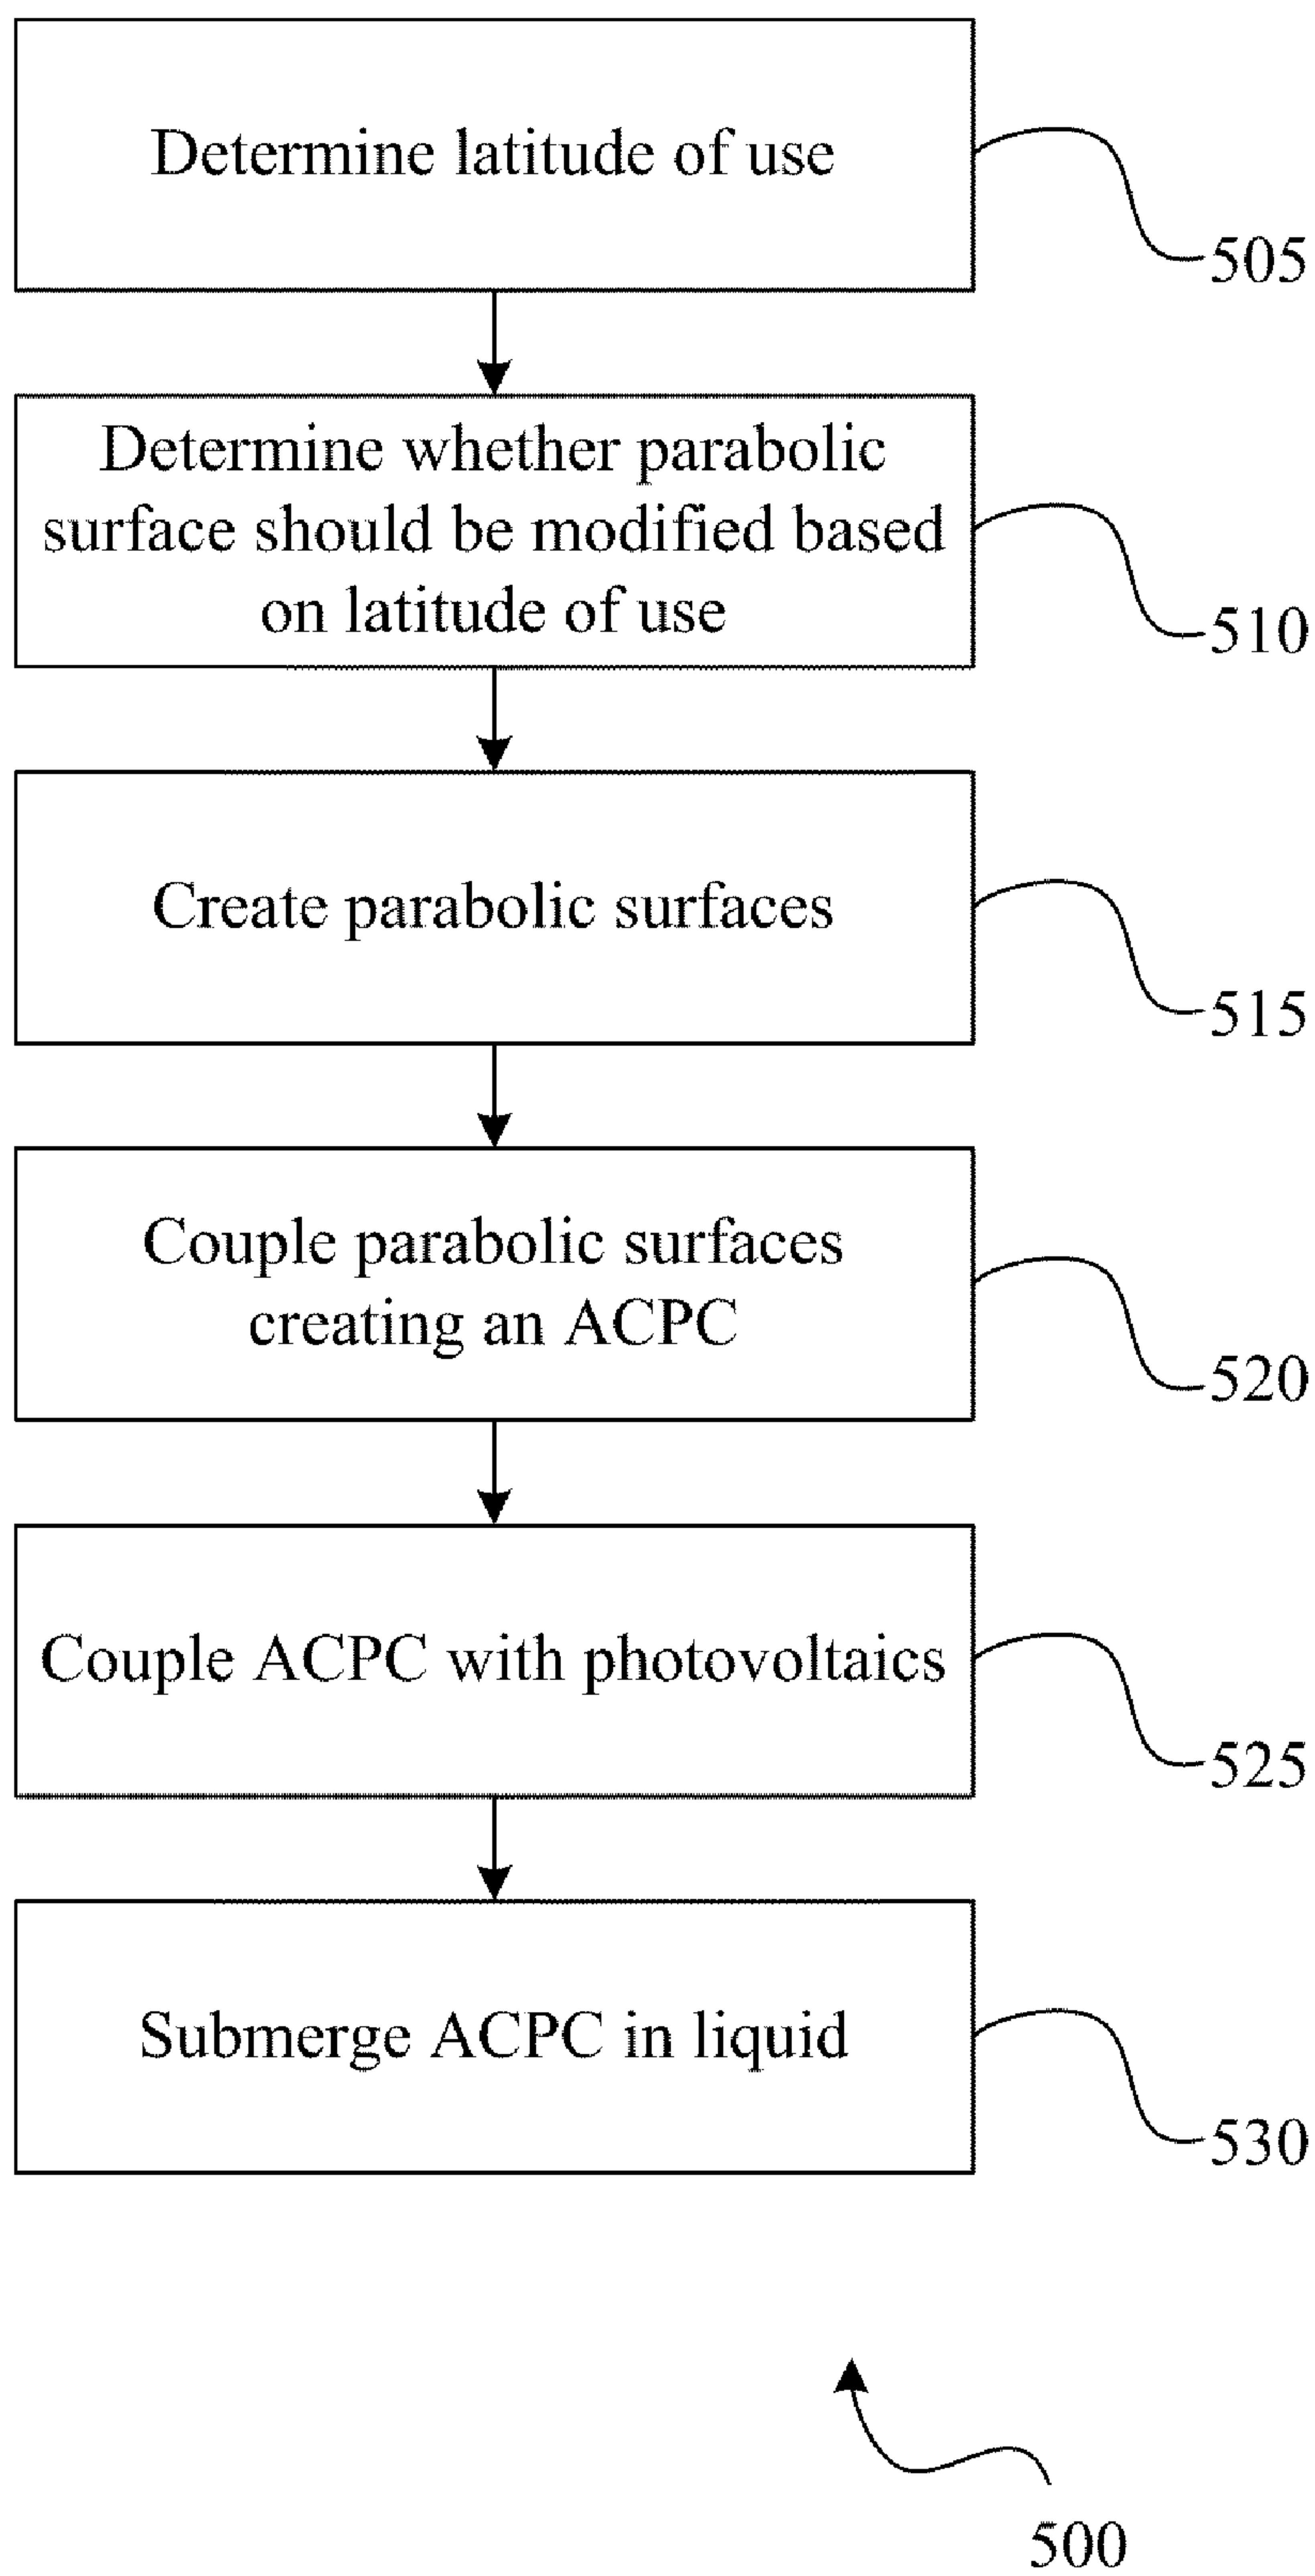 Determine latitude of use
505
Determine whether parabolic
surface should be modified based
on latitude of use
510
Create parabolic surfaces
515
Couple parabolic surfaces
creating an ACPC
520
Couple ACPC with photovoltaics
525
Submerge ACPC in liquid
530
500